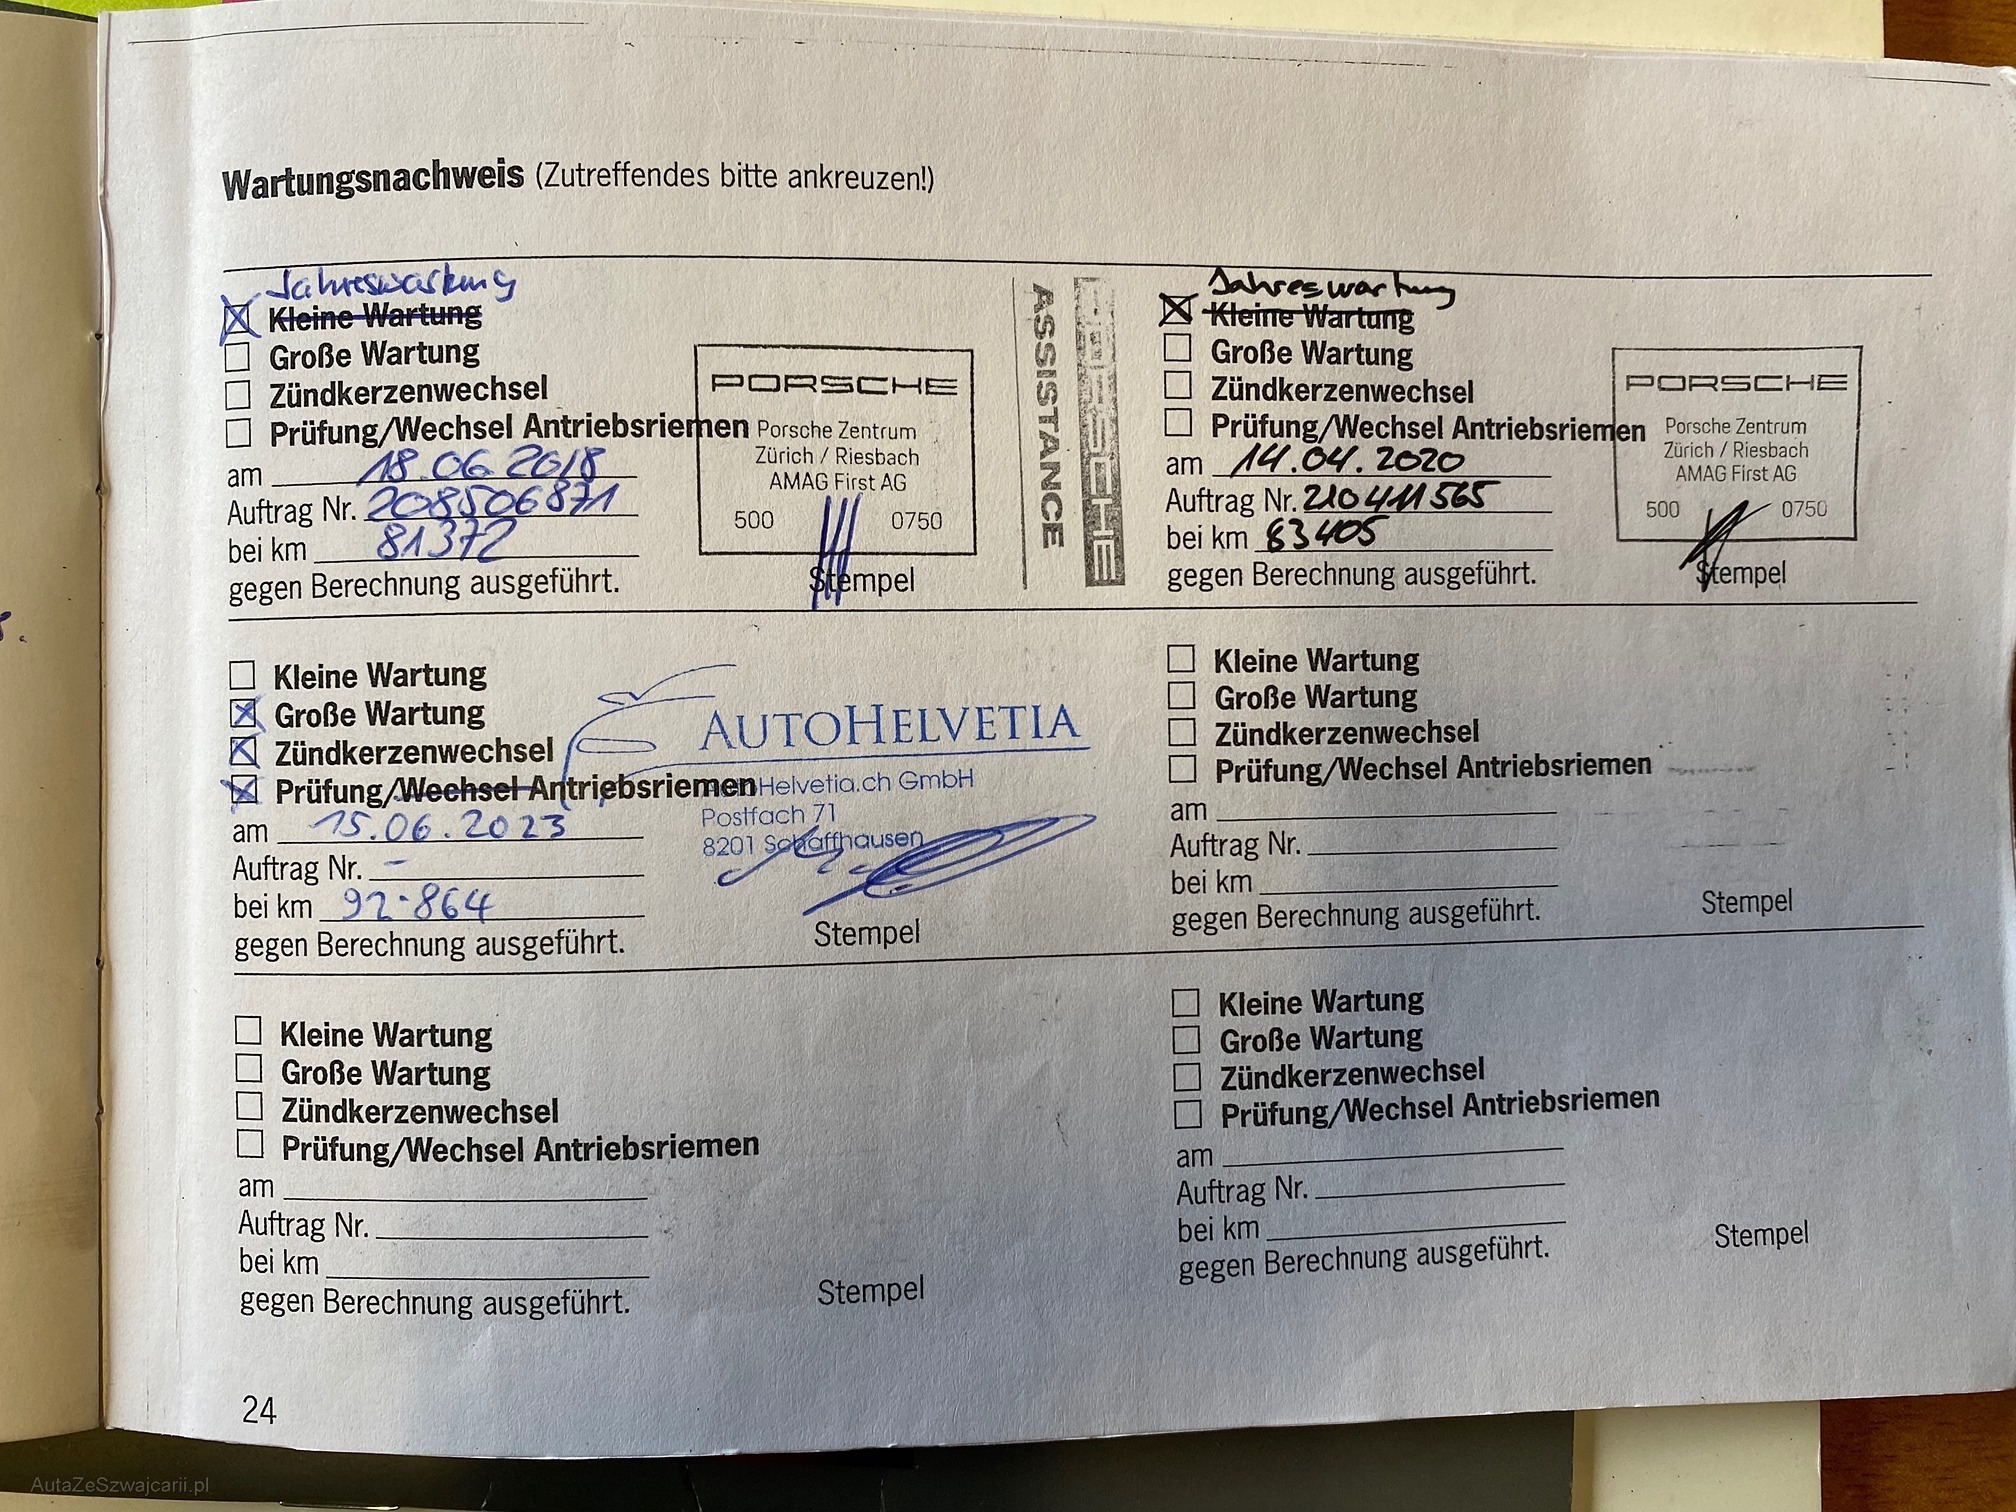 Wartungsnachweis (Zutreffendes bitte ankreuzen!)
Jahreswartung
Kleine Wartung
Große Wartung
Zündkerzenwechsel
Prüfung/Wechsel Antriebsriemen
am 18.06.2018
Auftrag Nr. 208506871
bei km 81372
gegen Berechnung ausgeführt.
PORSCHE
Porsche Zentrum
Zürich / Riesbach
AMAG First AG
500 0750
Stempel
PORSCHE
ASSISTANCE
Jahreswartung
Kleine Wartung
Große Wartung
Zündkerzenwechsel
Prüfung/Wechsel Antriebsriemen
am 14.04.2020
Auftrag Nr. 210411565
bei km 83405
gegen Berechnung ausgeführt.
PORSCHE
Porsche Zentrum
Zürich / Riesbach
AMAG First AG
500 0750
Stempel
Kleine Wartung
Große Wartung
Zündkerzenwechsel
Prüfung/Wechsel Antriebsriemen
am 15.06.2023
Auftrag Nr. -
bei km 92.864
gegen Berechnung ausgeführt.
AUTOHELVETIA
AutoHelvetia.ch GmbH
Postfach 71
8201 Schaffhausen
Stempel
Kleine Wartung
Große Wartung
Zündkerzenwechsel
Prüfung/Wechsel Antriebsriemen
am
Auftrag Nr.
bei km
gegen Berechnung ausgeführt.
Stempel
Kleine Wartung
Große Wartung
Zündkerzenwechsel
Prüfung/Wechsel Antriebsriemen
am
Auftrag Nr.
bei km
gegen Berechnung ausgeführt.
Stempel
Kleine Wartung
Große Wartung
Zündkerzenwechsel
Prüfung/Wechsel Antriebsriemen
am
Auftrag Nr.
bei km
gegen Berechnung ausgeführt.
Stempel
24
AutaZeSzwajcarii.pl